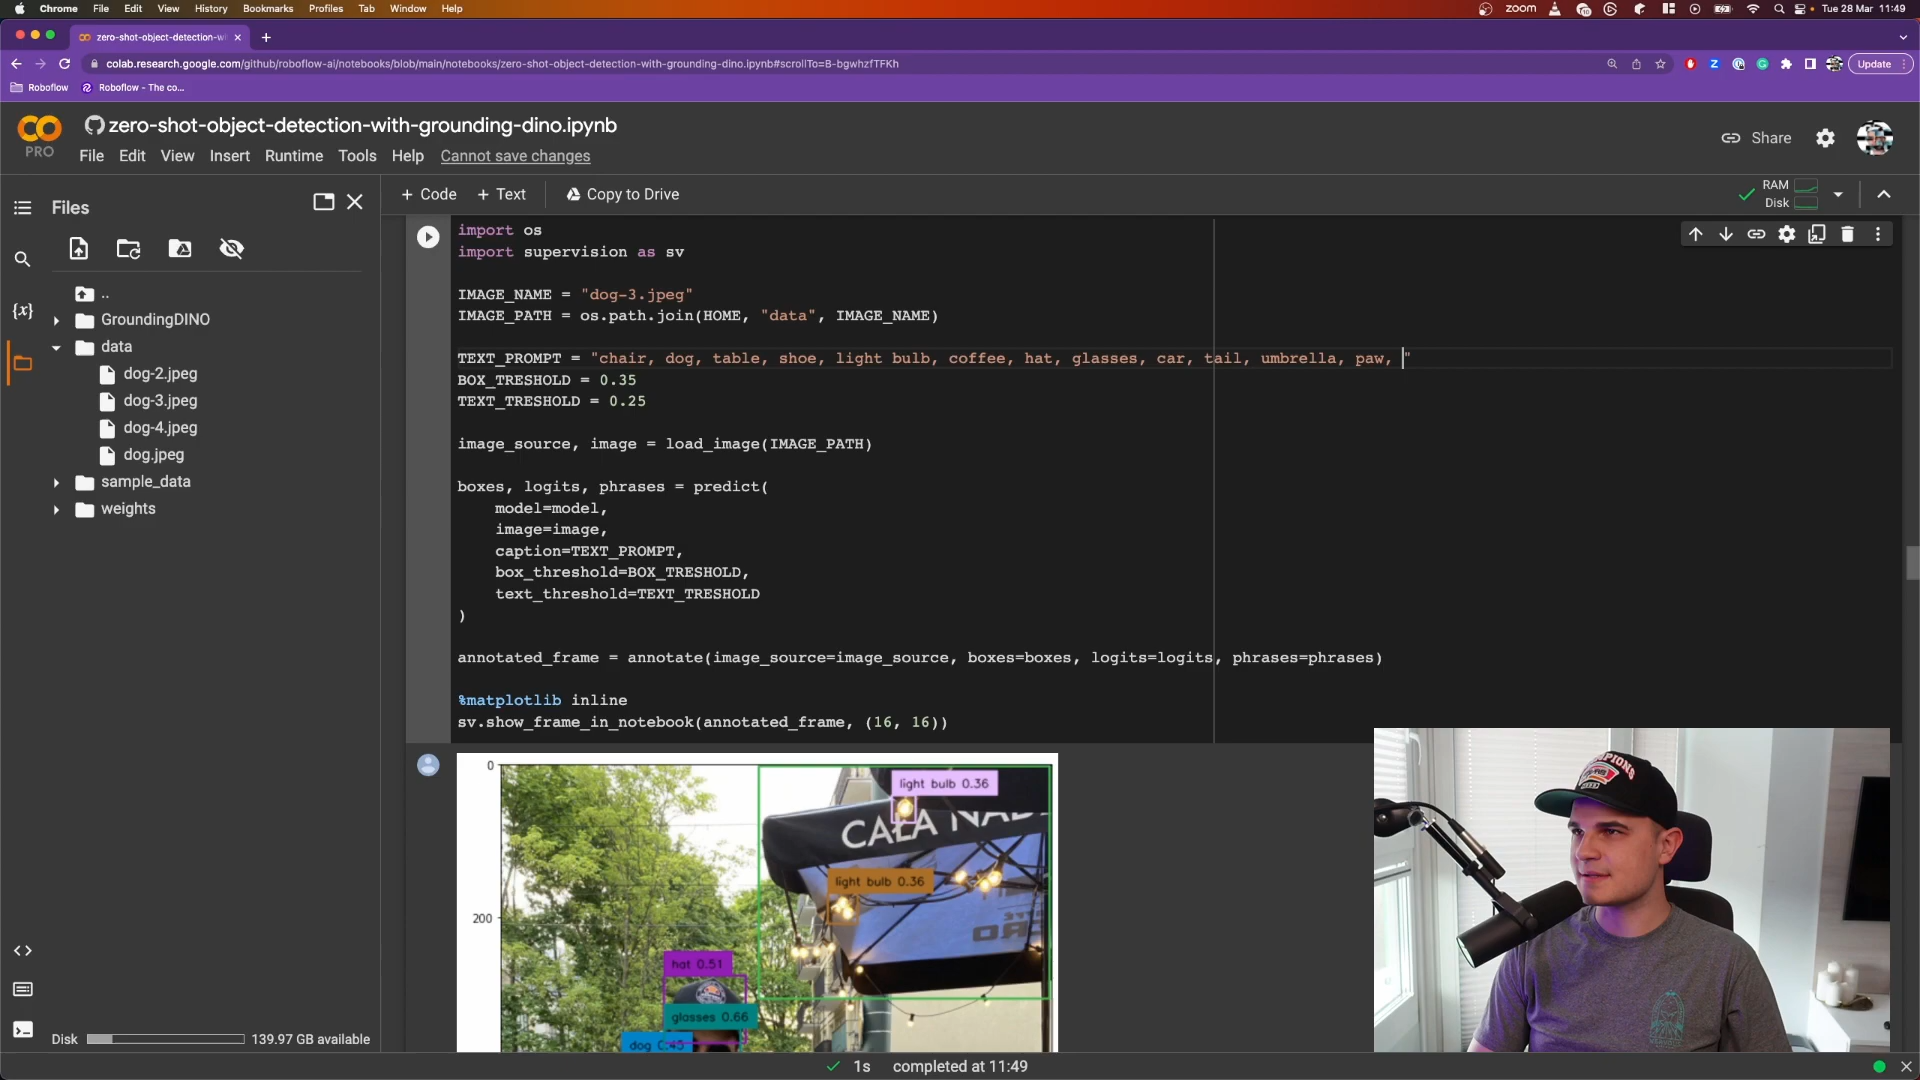 Chrome File Edit View History Bookmarks Profiles Tab Window Help
zoom Tue 28 Mar 11:49
zero-shot-object-detection-wi
colab.research.google.com/github/roboflow-ai/notebooks/blob/main/notebooks/zero-shot-object-detection-with-grounding-dino.ipynb#scrollTo=B-bgwhzfTFKh
Update
Roboflow Roboflow - The co...
CO PRO
zero-shot-object-detection-with-grounding-dino.ipynb
Share
File Edit View Insert Runtime Tools Help Cannot save changes
+ Code + Text Copy to Drive
RAM
Disk
Files
{x}
..
GroundingDINO
data
dog-2.jpeg
dog-3.jpeg
dog-4.jpeg
dog.jpeg
sample_data
weights
Disk 139.97 GB available
import os
import supervision as sv
IMAGE_NAME = "dog-3.jpeg"
IMAGE_PATH = os.path.join(HOME, "data", IMAGE_NAME)
TEXT_PROMPT = "chair, dog, table, shoe, light bulb, coffee, hat, glasses, car, tail, umbrella, paw, "
BOX_TRESHOLD = 0.35
TEXT_TRESHOLD = 0.25
image_source, image = load_image(IMAGE_PATH)
boxes, logits, phrases = predict(
model=model,
image=image,
caption=TEXT_PROMPT,
box_threshold=BOX_TRESHOLD,
text_threshold=TEXT_TRESHOLD
)
annotated_frame = annotate(image_source=image_source, boxes=boxes, logits=logits, phrases=phrases)
%matplotlib inline
sv.show_frame_in_notebook(annotated_frame, (16, 16))
0
light bulb 0.36
CAŁA NAD
light bulb 0.36
200
hat 0.51
glasses 0.66
dog 0.45
1s completed at 11:49